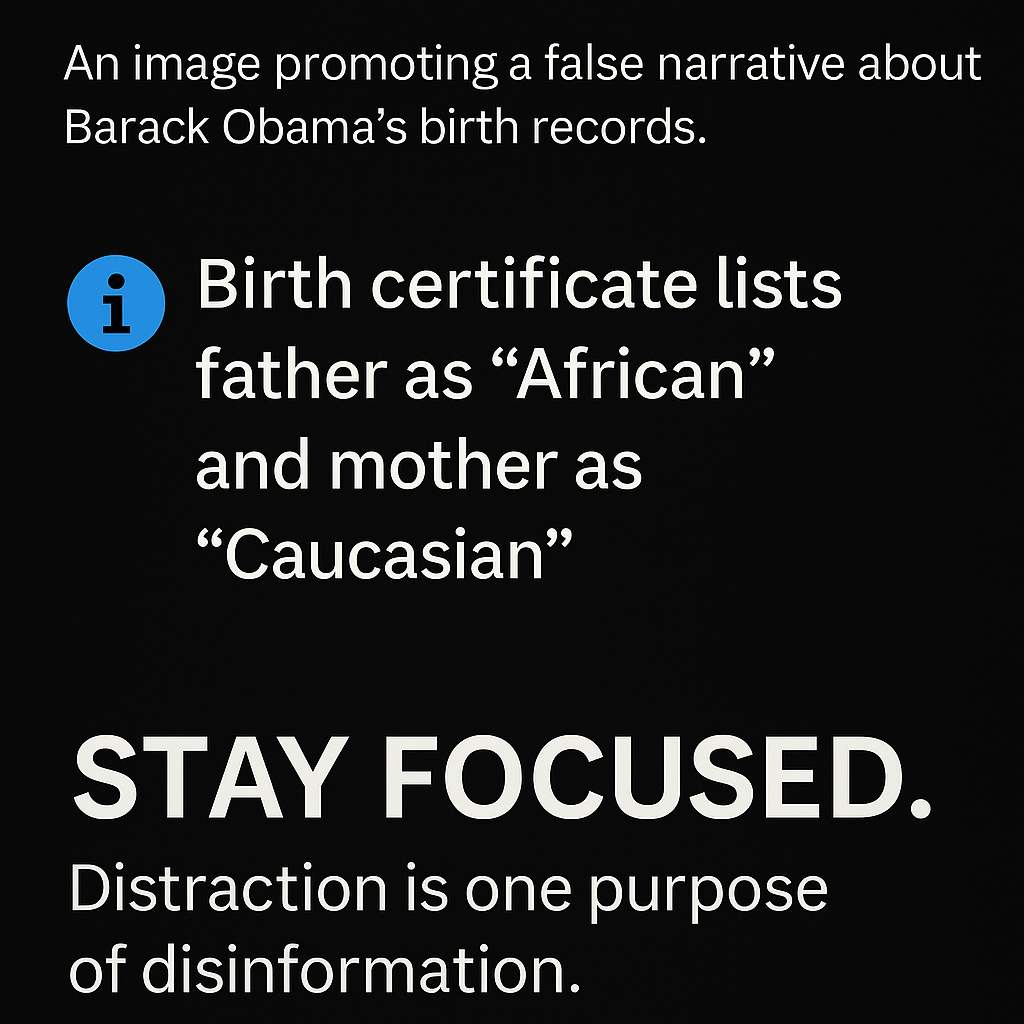 An image promoting a false narrative about
Barack Obama’s birth records.
i
Birth certificate lists
father as “African”
and mother as
“Caucasian”
STAY FOCUSED.
Distraction is one purpose
of disinformation.